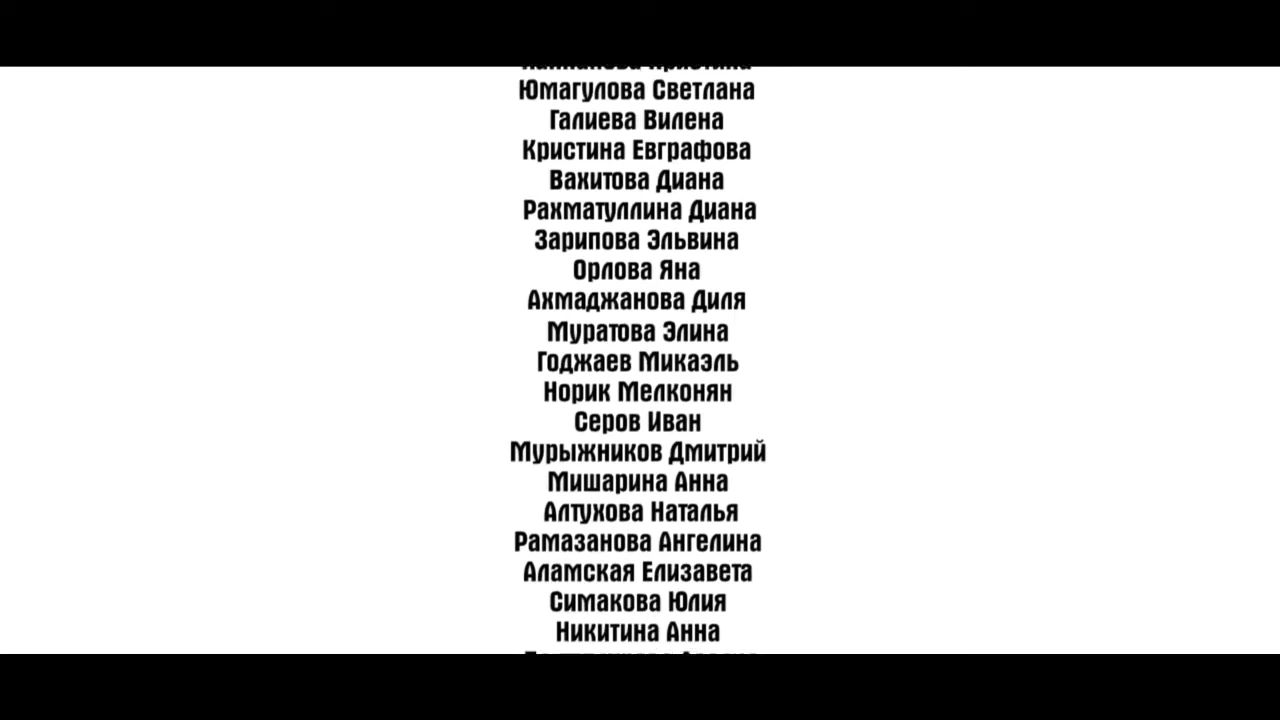 Юмагулова Светлана
Галиева Вилена
Кристина Евграфова
Вахитова Диана
Рахматуллина Диана
Зарипова Эльвина
Орлова Яна
Ахмаджанова Диля
Муратова Элина
Годжаев Микаэль
Норик Мелконян
Серов Иван
Мурыжников Дмитрий
Мишарина Анна
Алтухова Наталья
Рамазанова Ангелина
Аламская Елизавета
Симакова Юлия
Никитина Анна